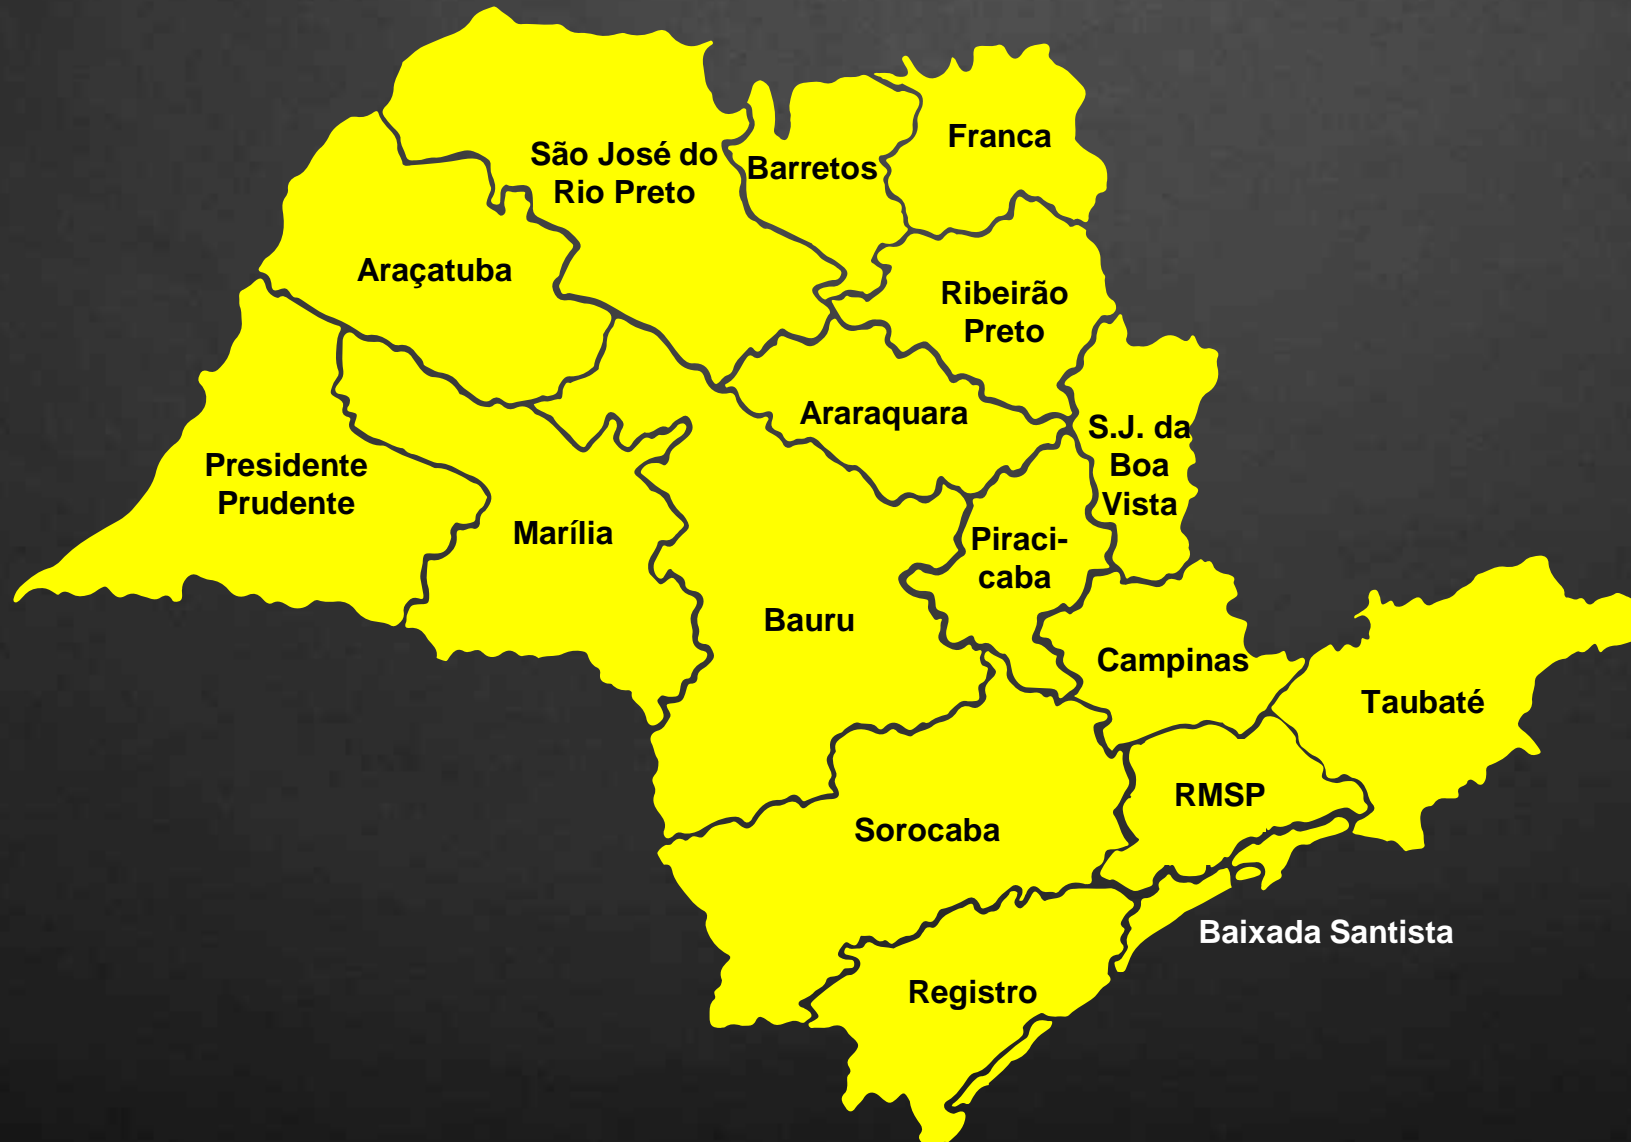 Franca
São José do
Rio Preto
Barretos
Araçatuba
Ribeirão
Preto
Araraquara
S.J. da
Boa
Vista
Presidente
Prudente
Marília
Piraci-
caba
Bauru
Campinas
Taubaté
RMSP
Sorocaba
Baixada Santista
Registro